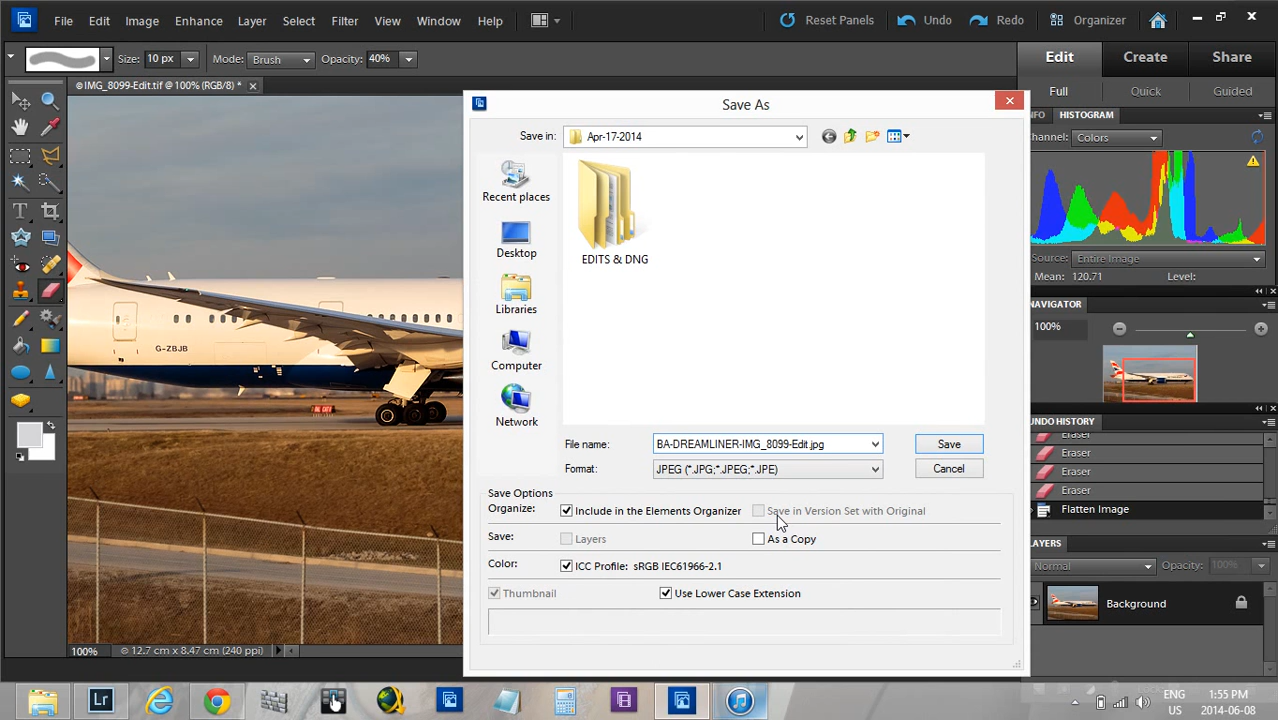 File Edit Image Enhance Layer Select Filter View Window Help
Reset Panels Undo Redo Organizer
Size: 10 px Mode: Brush Opacity: 40%
Edit Create Share
IMG_8099-Edit.tif @ 100% (RGB/8) *
Full Quick Guided
Save As
NFO HISTOGRAM
Channel: Colors
Save in: Apr-17-2014
Recent places
Desktop
Libraries
Computer
Network
EDITS & DNG
Source: Entire Image
Mean: 120.71 Level:
NAVIGATOR
100%
G-ZBJB
UNDO HISTORY
Eraser
Eraser
Eraser
Eraser
Flatten Image
File name: BA-DREAMLINER-IMG_8099-Edit.jpg Save
Format: JPEG (*.JPG;*.JPEG;*.JPE) Cancel
Save Options
Organize: Include in the Elements Organizer Save in Version Set with Original
Save: Layers As a Copy
Color: ICC Profile: sRGB IEC61966-2.1
Thumbnail Use Lower Case Extension
LAYERS
Normal Opacity: 100%
Background
100% 12.7 cm x 8.47 cm (240 ppi)
Lr
ENG 1:55 PM
US 2014-06-08